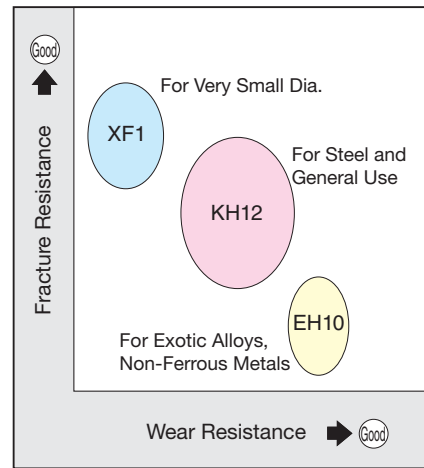 Good
Fracture Resistance
For Very Small Dia.
XF1
For Steel and
General Use
KH12
EH10
For Exotic Alloys,
Non-Ferrous Metals
Wear Resistance
Good